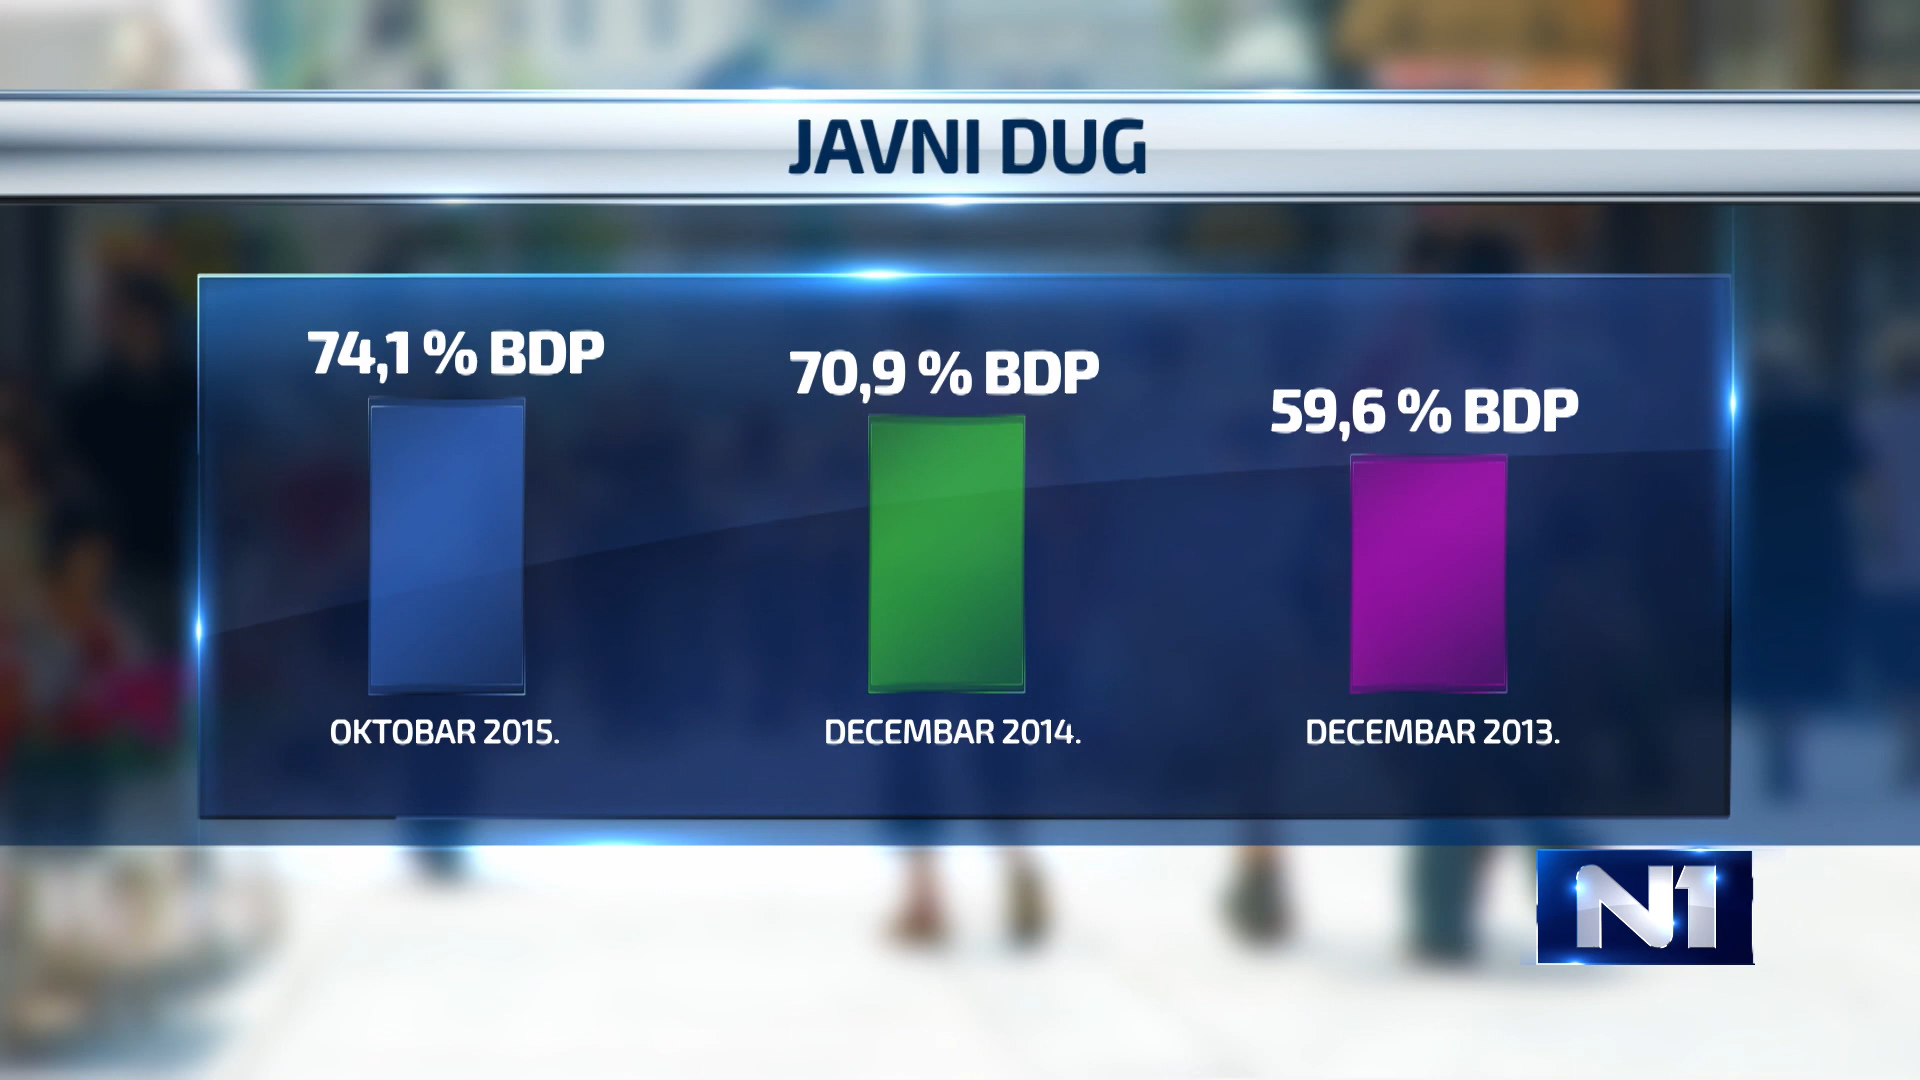 JAVNI DUG
74,1 % BDP
70,9 % BDP
59,6 % BDP
OKTOBAR 2015.
DECEMBAR 2014.
DECEMBAR 2013.
N1